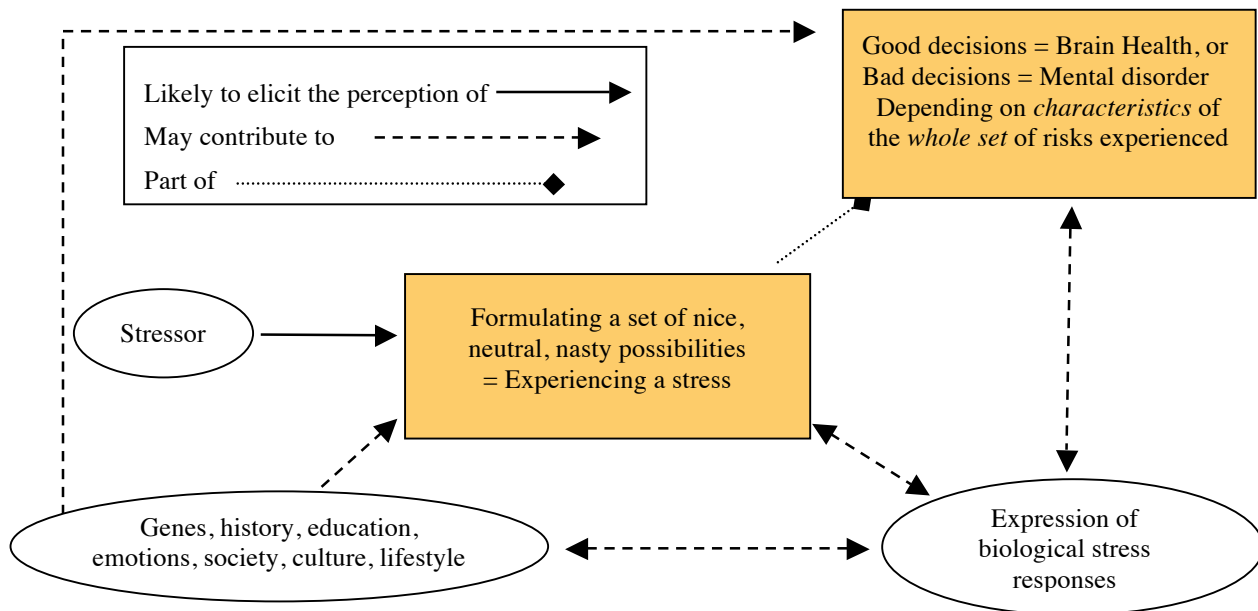 Good decisions = Brain Health, or
Bad decisions = Mental disorder
Depending on characteristics of
the whole set of risks experienced
Likely to elicit the perception of
May contribute to
Part of
Stressor
Formulating a set of nice,
neutral, nasty possibilities
= Experiencing a stress
Genes, history, education,
emotions, society, culture, lifestyle
Expression of
biological stress
responses